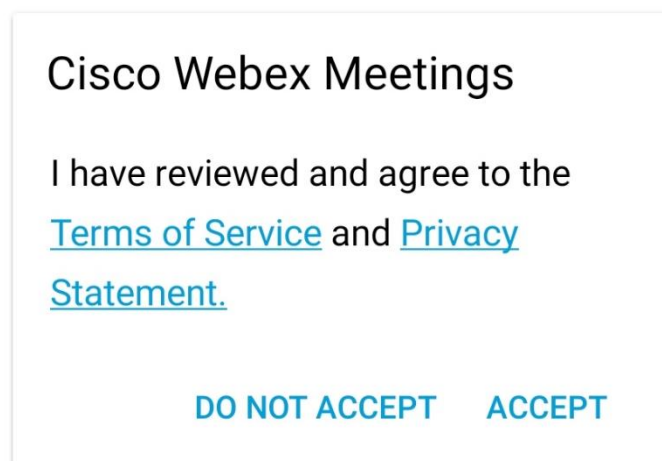 Cisco Webex Meetings
I have reviewed and agree to the
Terms of Service and Privacy
Statement.
DO NOT ACCEPT ACCEPT